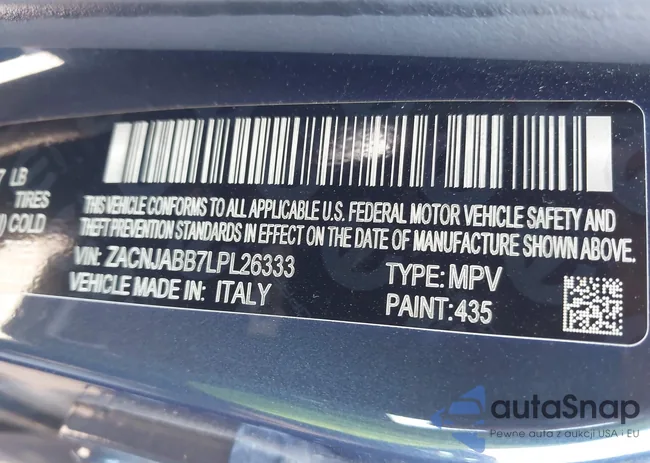 7 LB
TIRES
) COLD
THIS VEHICLE CONFORMS TO ALL APPLICABLE U.S. FEDERAL MOTOR VEHICLE SAFETY AND
THEFT PREVENTION STANDARDS IN EFFECT ON THE DATE OF MANUFACTURE SHOWN ABOVE.
VIN: ZACNJABB7LPL26333 TYPE: MPV
VEHICLE MADE IN: ITALY PAINT:435
autaSnap
Pewne auta z aukcji USA i EU